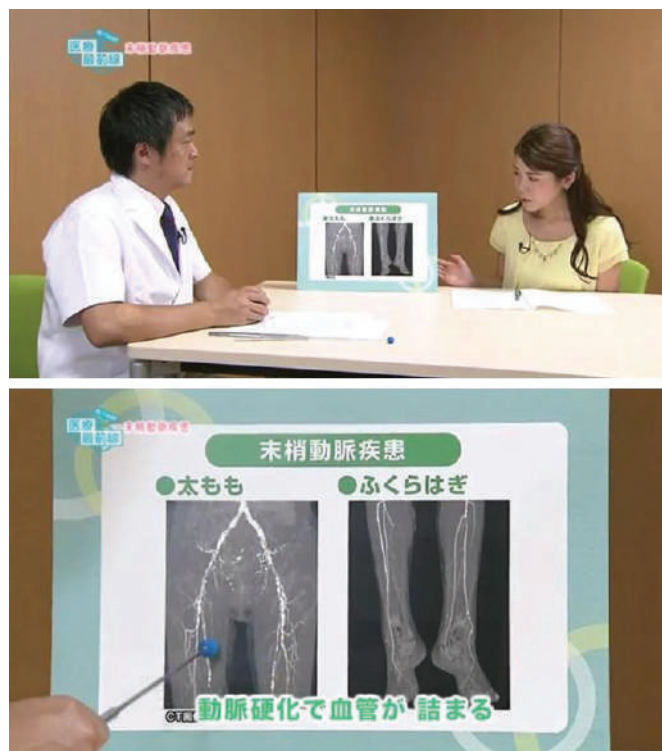 医療
最前線
末梢動脈疾患
末梢動脈疾患
●太もも
●ふくらはぎ
医療
最前線
末梢動脈疾患
末梢動脈疾患
●太もも
●ふくらはぎ
動脈硬化で血管が 詰まる